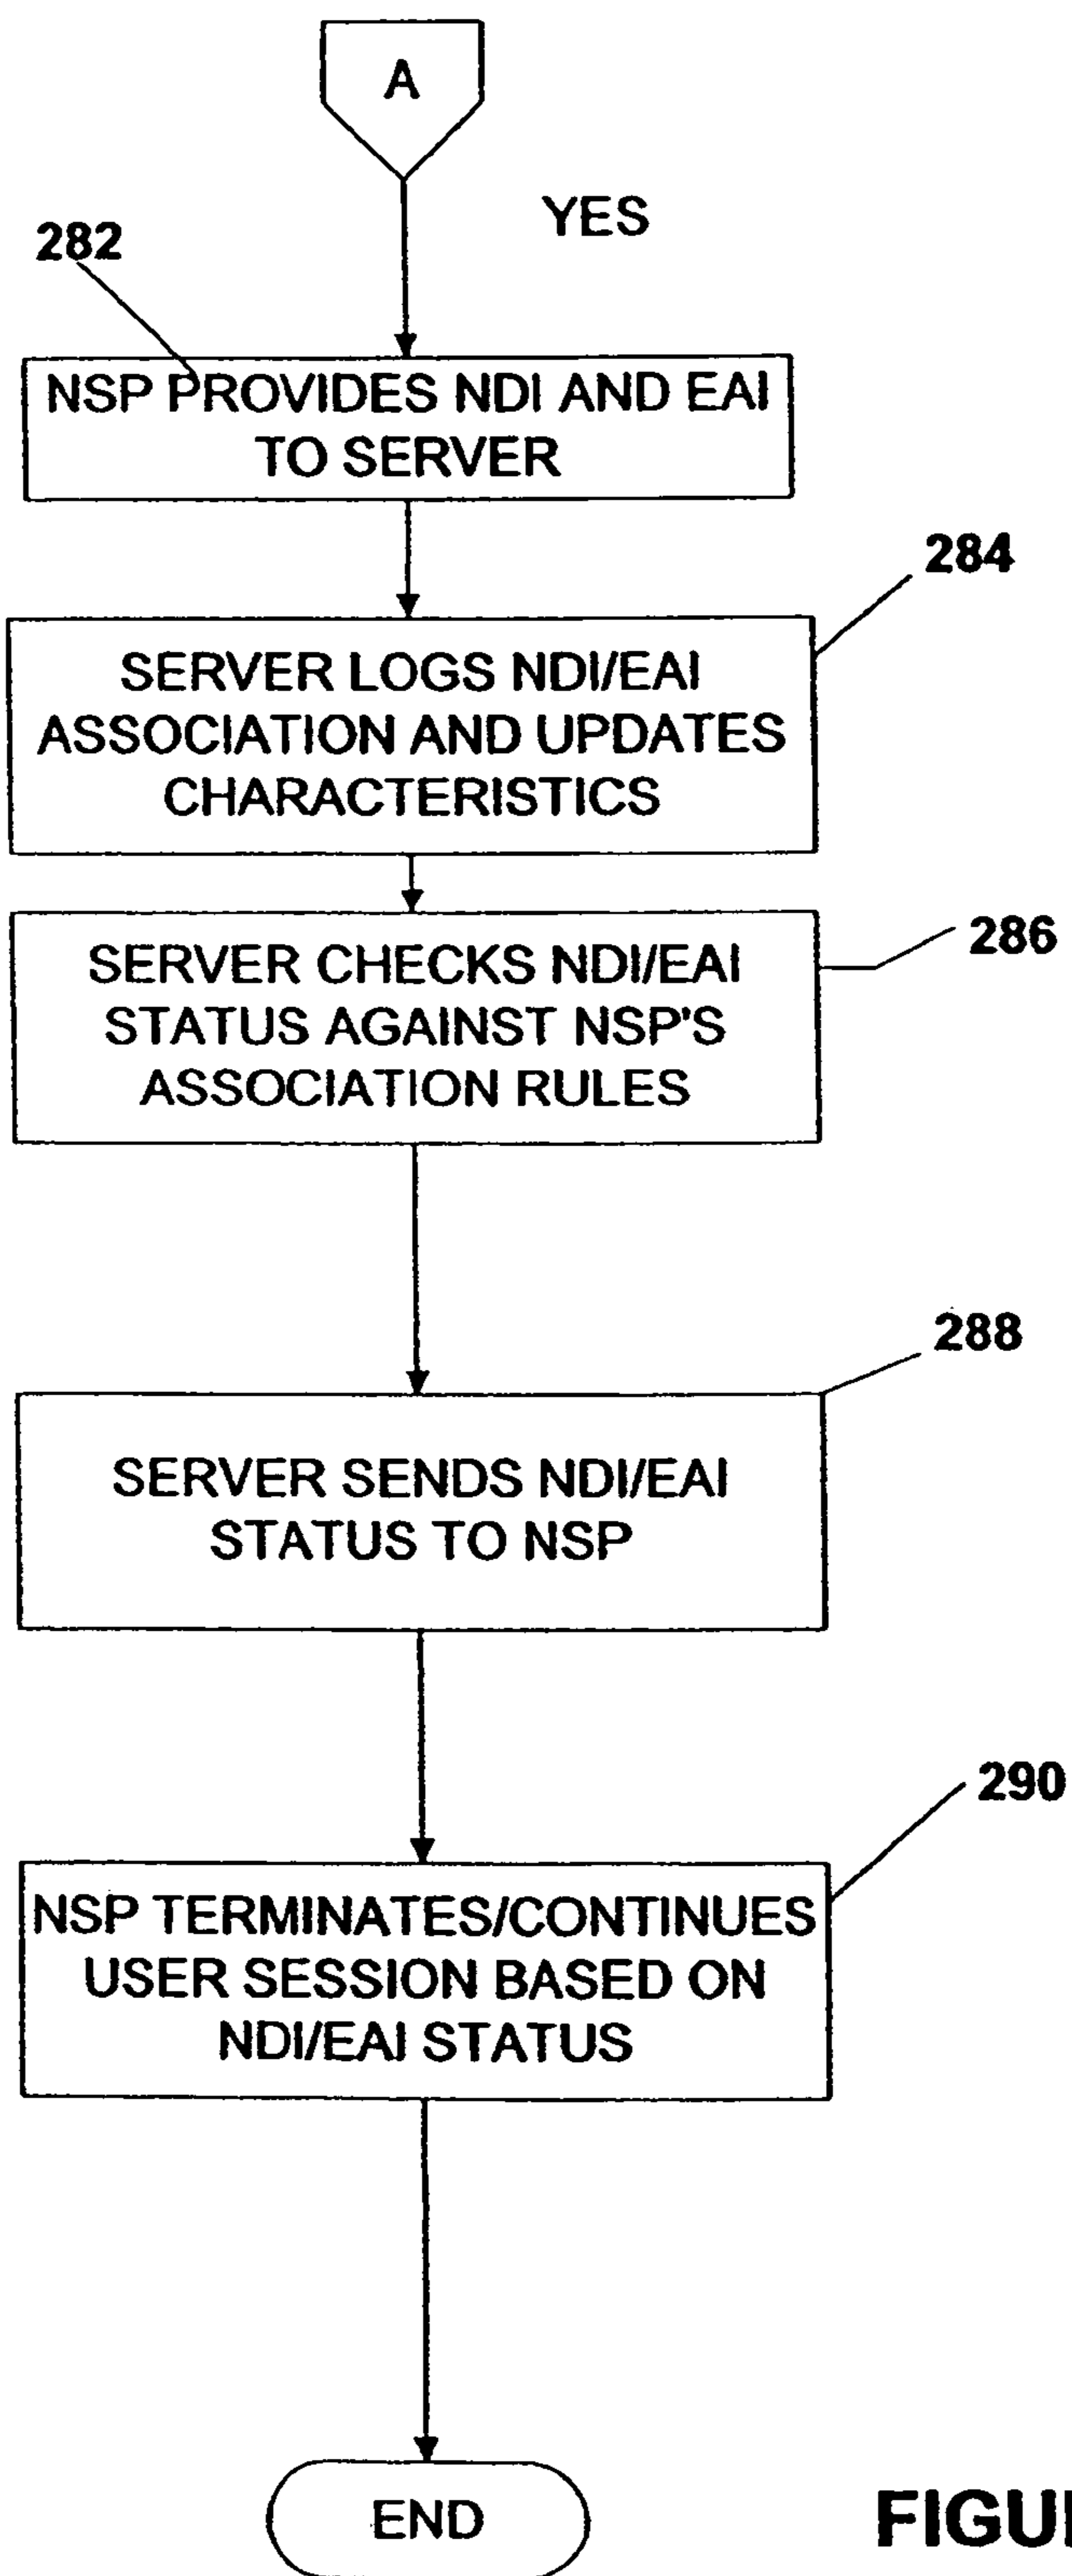 A
YES
282
NSP PROVIDES NDI AND EAI
TO SERVER
284
SERVER LOGS NDI/EAI
ASSOCIATION AND UPDATES
CHARACTERISTICS
286
SERVER CHECKS NDI/EAI
STATUS AGAINST NSP'S
ASSOCIATION RULES
288
SERVER SENDS NDI/EAI
STATUS TO NSP
290
NSP TERMINATES/CONTINUES
USER SESSION BASED ON
NDI/EAI STATUS
END